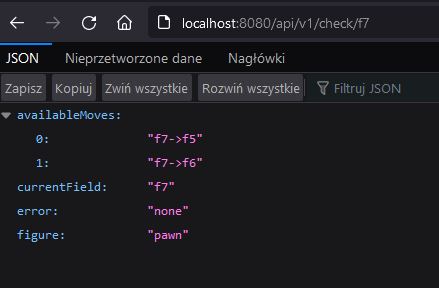 localhost:8080/api/v1/check/f7
JSON Nieprzetworzone dane Nagłówki
Zapisz Kopiuj Zwiń wszystkie Rozwiń wszystkie Filtruj JSON
availableMoves:
0: "f7->f5"
1: "f7->f6"
currentField: "f7"
error: "none"
figure: "pawn"